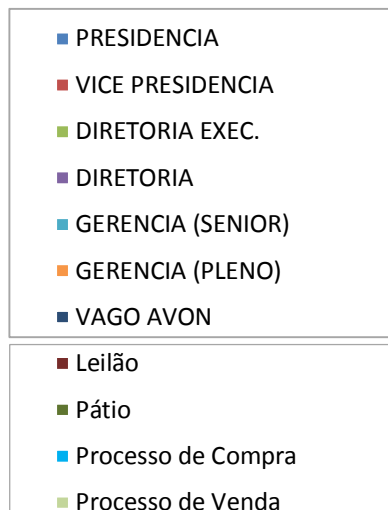 PRESIDENCIA
VICE PRESIDENCIA
DIRETORIA EXEC.
DIRETORIA
GERENCIA (SENIOR)
GERENCIA (PLENO)
VAGO AVON
Leilão
Pátio
Processo de Compra
Processo de Venda